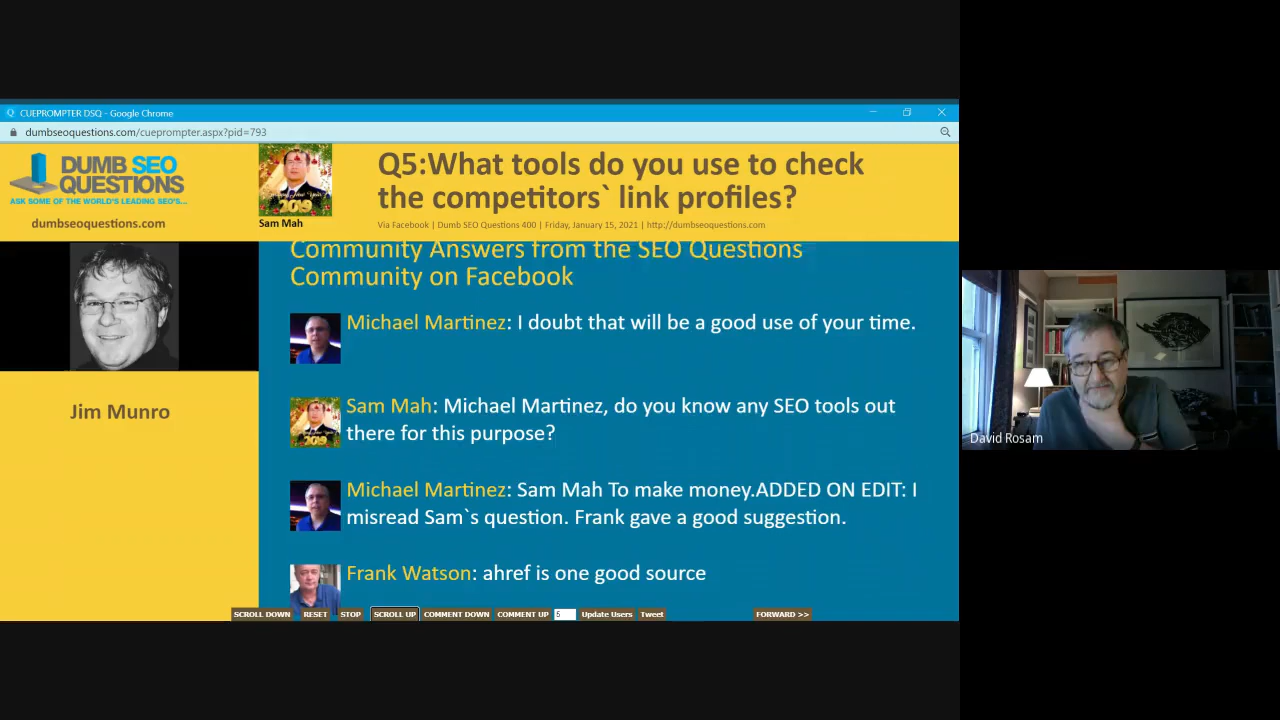 CUEPROMPTER DSQ - Google Chrome
dumbseoquestions.com/cueprompter.aspx?pid=793
DUMB SEO
QUESTIONS
ASK SOME OF THE WORLD'S LEADING SEO'S...
dumbseoquestions.com
2019
Sam Mah
Q5:What tools do you use to check
the competitors` link profiles?
Via Facebook | Dumb SEO Questions 400 | Friday, January 15, 2021 | http://dumbseoquestions.com
Jim Munro
Community Answers from the SEO Questions
Community on Facebook
Michael Martinez: I doubt that will be a good use of your time.
Sam Mah: Michael Martinez, do you know any SEO tools out
there for this purpose?
2019
Michael Martinez: Sam Mah To make money.ADDED ON EDIT: I
misread Sam`s question. Frank gave a good suggestion.
Frank Watson: ahref is one good source
SCROLL DOWN RESET STOP SCROLL UP COMMENT DOWN COMMENT UP 5 Update Users Tweet FORWARD >>
David Rosam